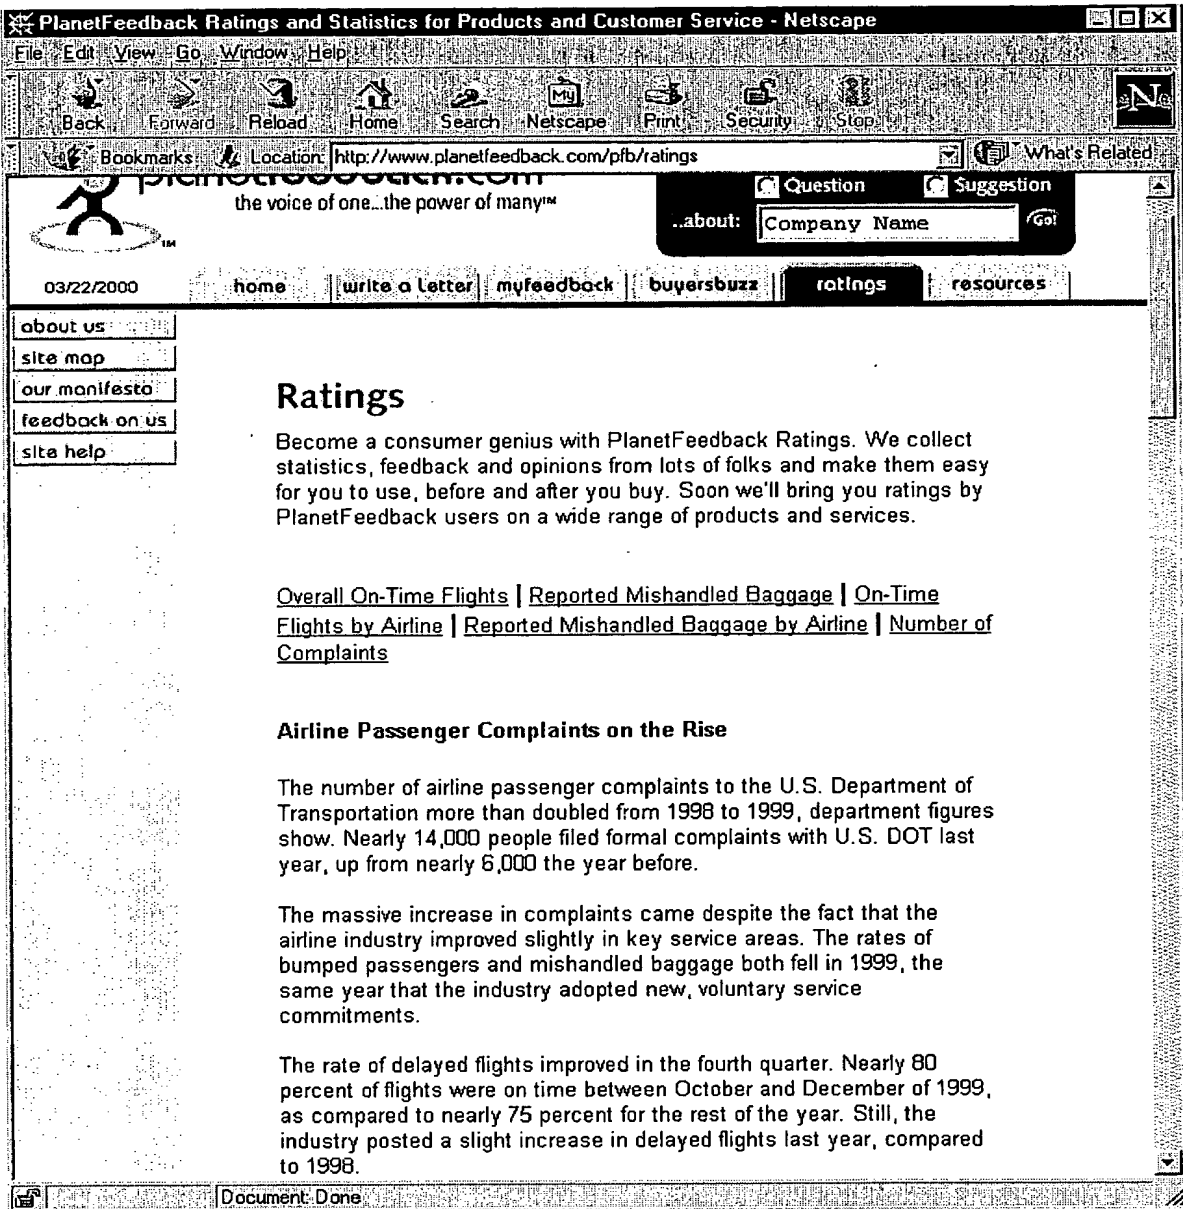 PlanetFeedback Ratings and Statistics for Products and Customer Service - Netscape
File Edit View Go Window Help
Back Forward Reload Home Search Netscape Print Security Stop
My
N
Bookmarks Location: http://www.planetfeedback.com/pfb/ratings What's Related
planetfeedback.com
the voice of one...the power of many™
TM
Question Suggestion
..about: Company Name Go!
03/22/2000 home write a letter myfeedback buyersbuzz ratings resources
about us
site map
our manifesto
feedback on us
site help
Ratings
Become a consumer genius with PlanetFeedback Ratings. We collect
statistics, feedback and opinions from lots of folks and make them easy
for you to use, before and after you buy. Soon we'll bring you ratings by
PlanetFeedback users on a wide range of products and services.
Overall On-Time Flights | Reported Mishandled Baggage | On-Time
Flights by Airline | Reported Mishandled Baggage by Airline | Number of
Complaints
Airline Passenger Complaints on the Rise
The number of airline passenger complaints to the U.S. Department of
Transportation more than doubled from 1998 to 1999, department figures
show. Nearly 14,000 people filed formal complaints with U.S. DOT last
year, up from nearly 6,000 the year before.
The massive increase in complaints came despite the fact that the
airline industry improved slightly in key service areas. The rates of
bumped passengers and mishandled baggage both fell in 1999, the
same year that the industry adopted new, voluntary service
commitments.
The rate of delayed flights improved in the fourth quarter. Nearly 80
percent of flights were on time between October and December of 1999,
as compared to nearly 75 percent for the rest of the year. Still, the
industry posted a slight increase in delayed flights last year, compared
to 1998.
Document: Done